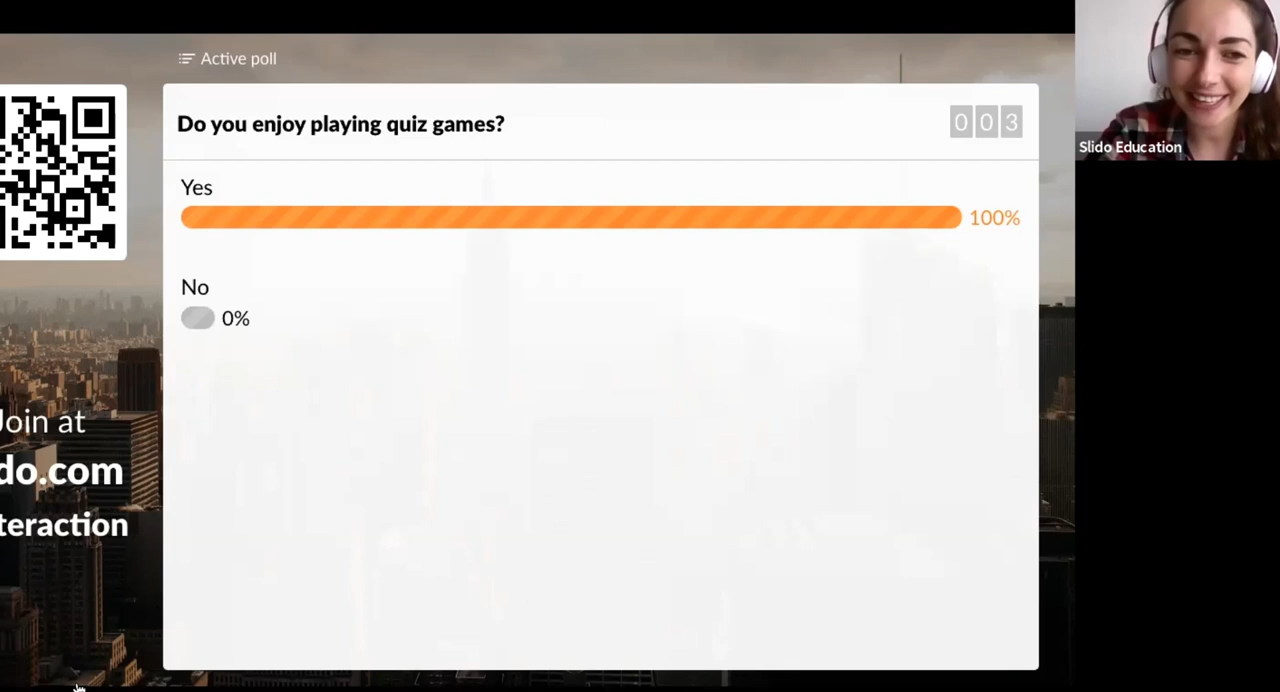 Active poll
Do you enjoy playing quiz games?
003
Yes
100%
No
0%
Join at
do.com
teraction
Slido Education